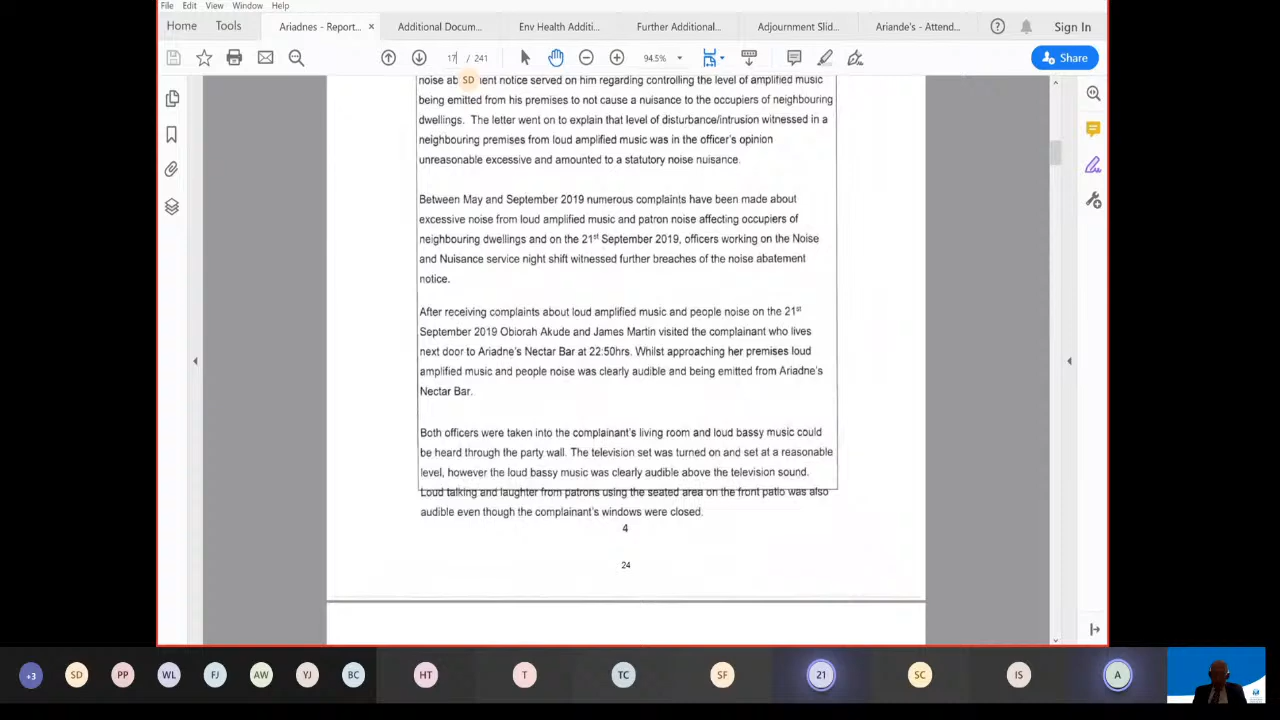 File Edit View Window Help
Home Tools Ariadnes - Report... × Additional Docum... Env Health Additi... Further Additional... Adjournment Slid... Ariande's - Attend... Sign In
17 / 241 94.5% Share
noise ab SD ent notice served on him regarding controlling the level of amplified music
being emitted from his premises to not cause a nuisance to the occupiers of neighbouring
dwellings. The letter went on to explain that level of disturbance/intrusion witnessed in a
neighbouring premises from loud amplified music was in the officer's opinion
unreasonable excessive and amounted to a statutory noise nuisance.
Between May and September 2019 numerous complaints have been made about
excessive noise from loud amplified music and patron noise affecting occupiers of
neighbouring dwellings and on the 21st September 2019, officers working on the Noise
and Nuisance service night shift witnessed further breaches of the noise abatement
notice.
After receiving complaints about loud amplified music and people noise on the 21st
September 2019 Obiorah Akude and James Martin visited the complainant who lives
next door to Ariadne's Nectar Bar at 22:50hrs. Whilst approaching her premises loud
amplified music and people noise was clearly audible and being emitted from Ariadne's
Nectar Bar.
Both officers were taken into the complainant's living room and loud bassy music could
be heard through the party wall. The television set was turned on and set at a reasonable
level, however the loud bassy music was clearly audible above the television sound.
Loud talking and laughter from patrons using the seated area on the front patio was also
audible even though the complainant's windows were closed.
4
24
+3 SD PP WL FJ AW YJ BC HT T TC SF 21 SC IS A